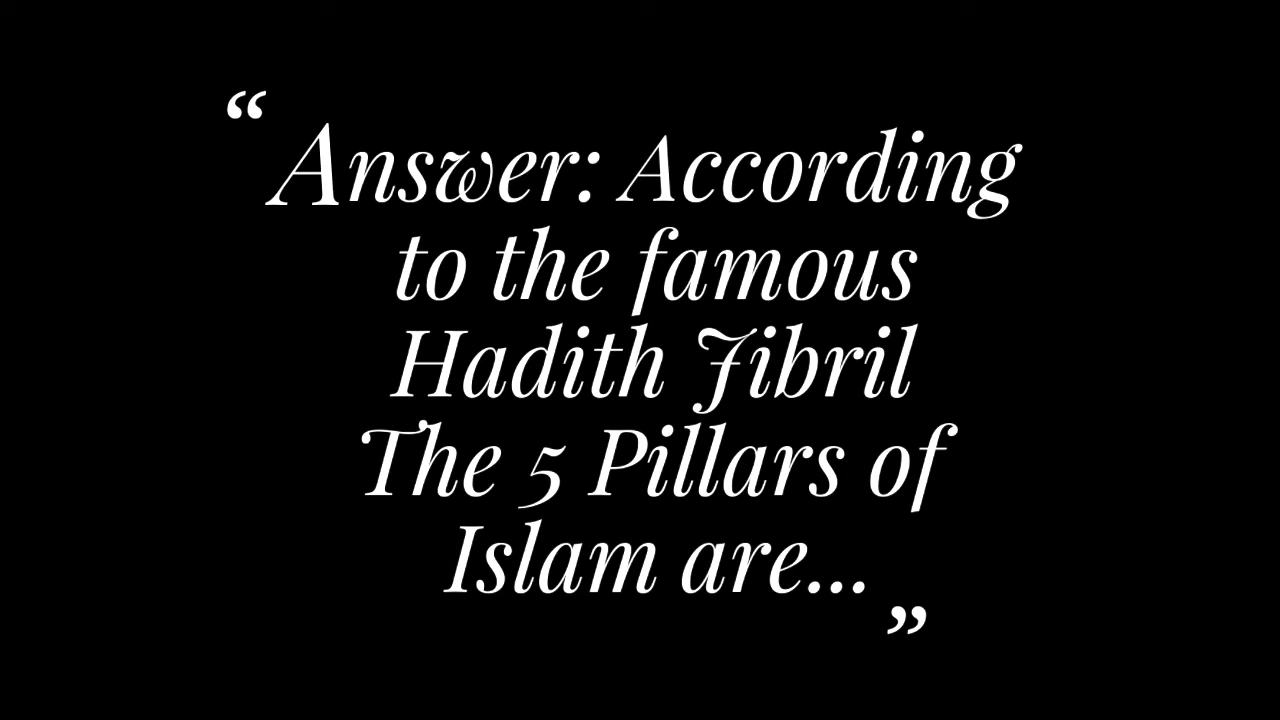 “Answer: According
to the famous
Hadith Jibril
The 5 Pillars of
Islam are...”